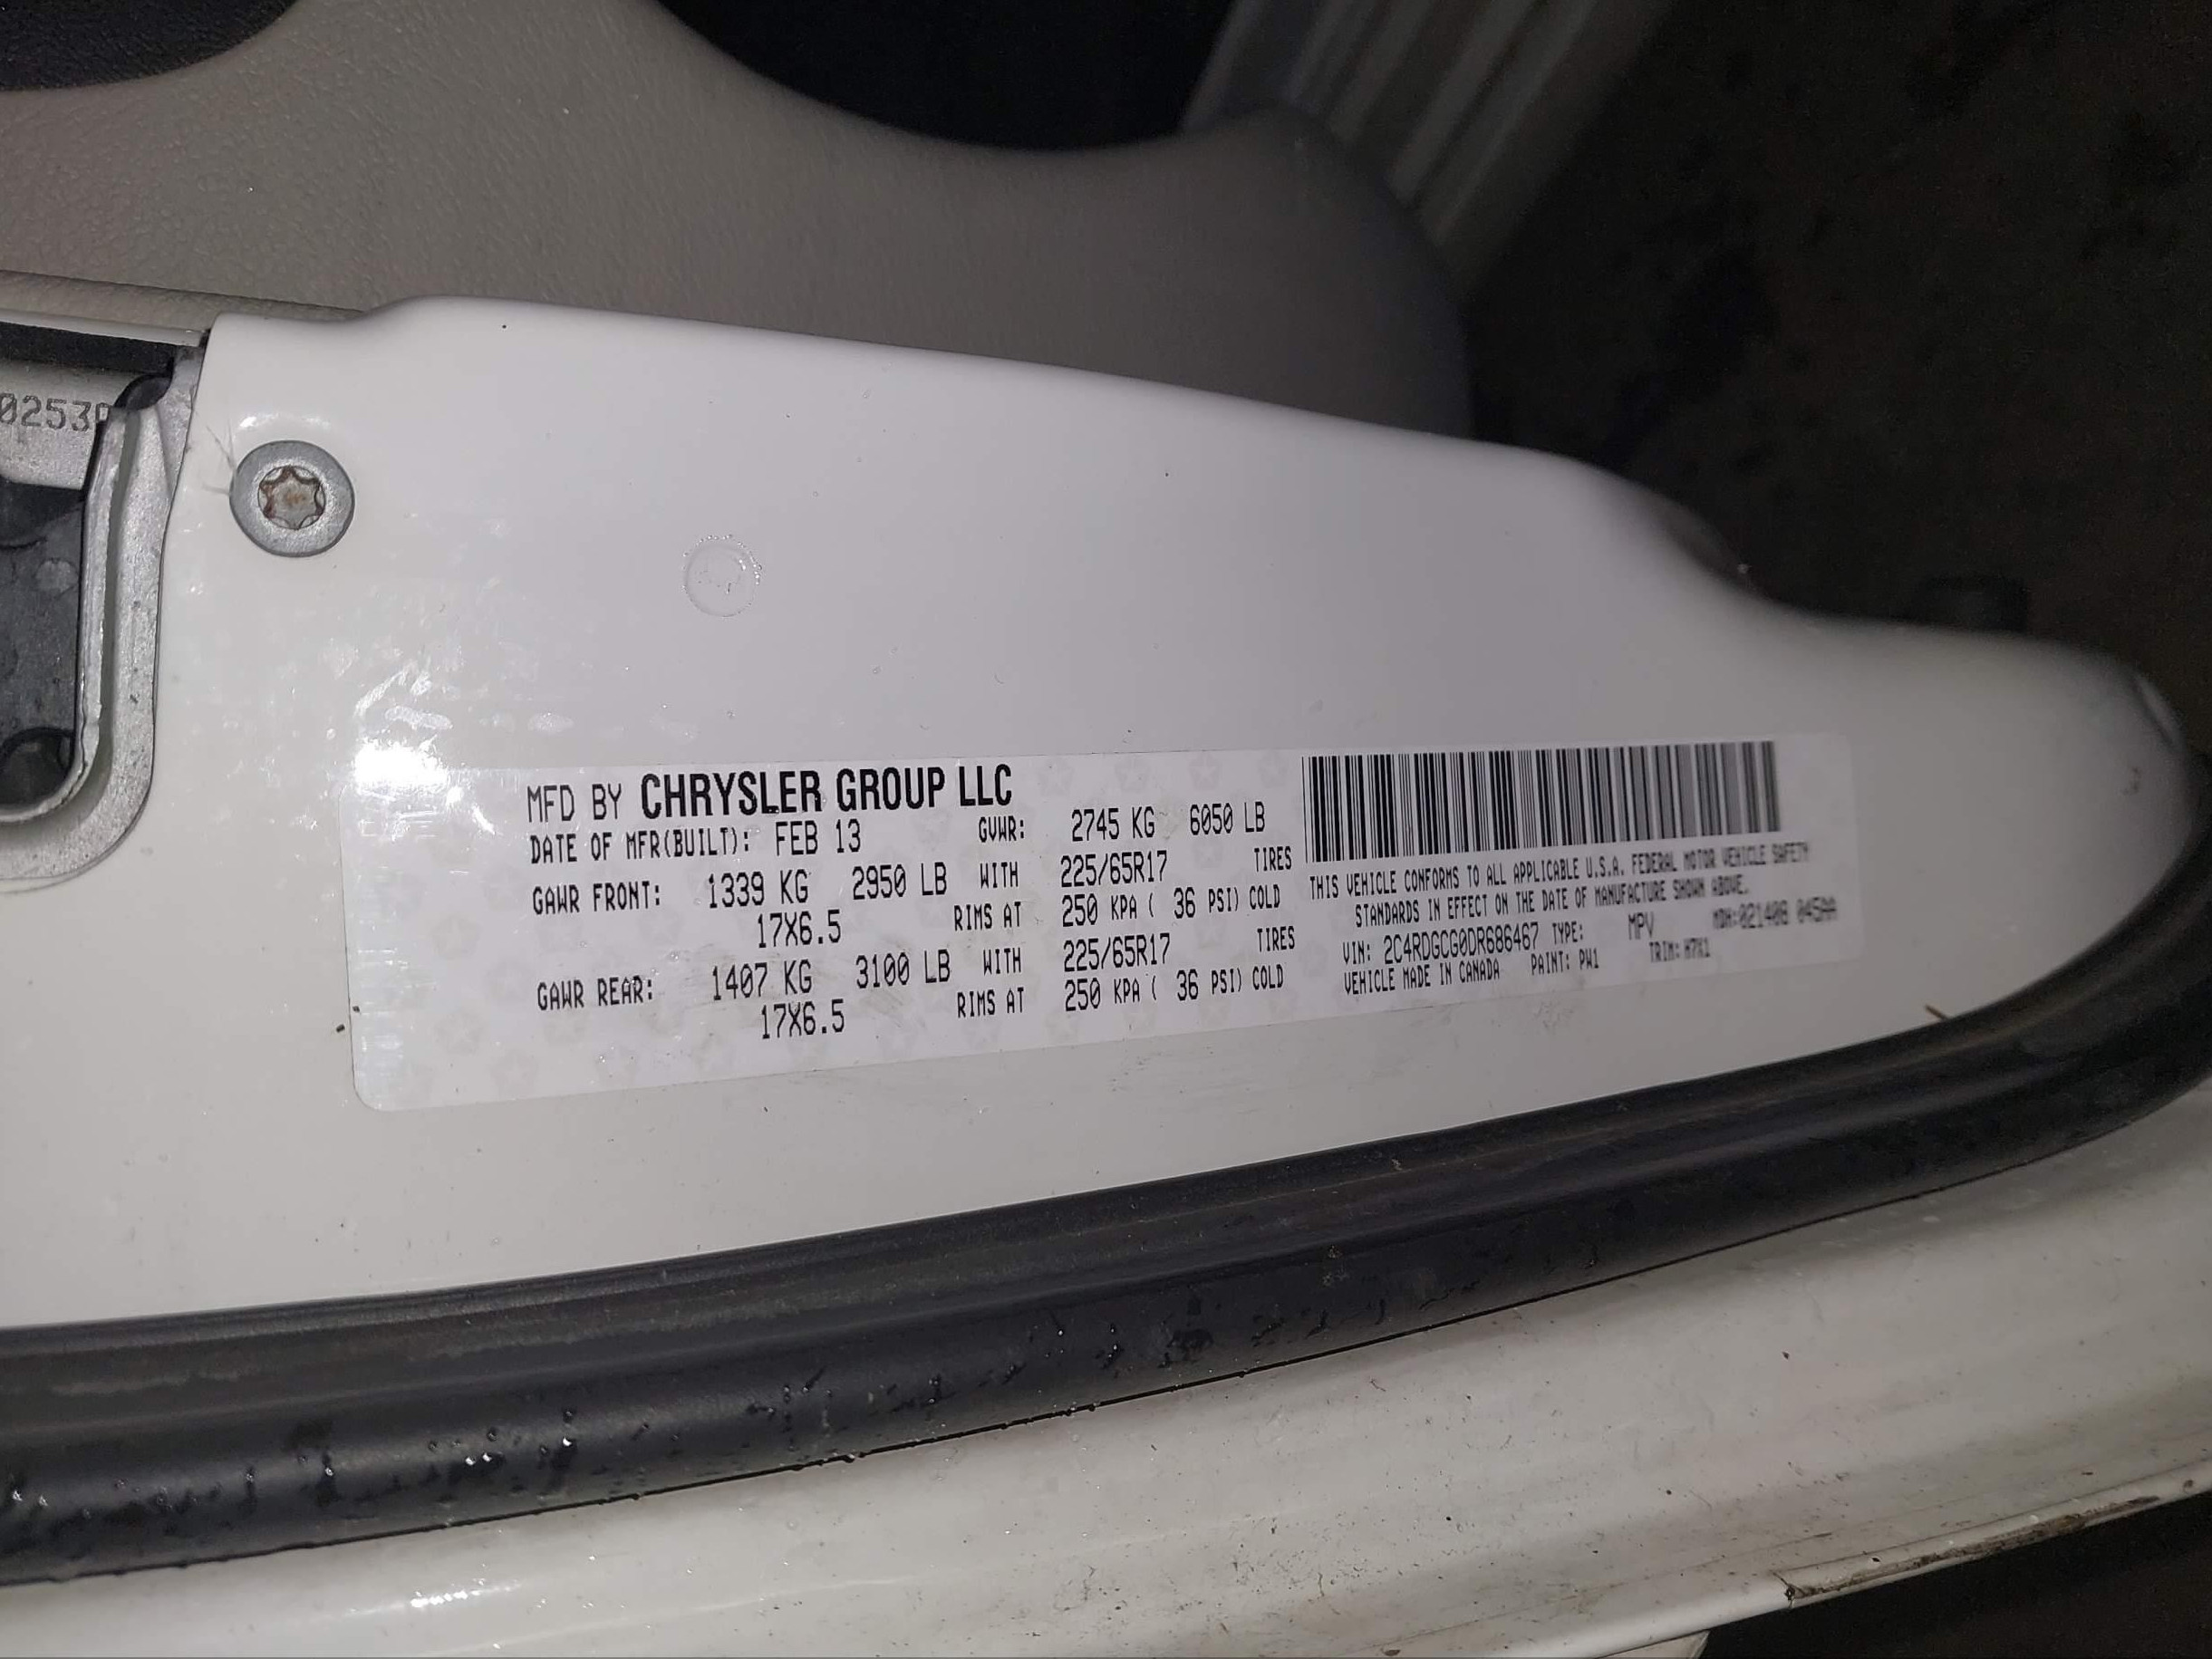 0253
MFD BY CHRYSLER GROUP LLC
DATE OF MFR(BUILT): FEB 13 GVWR: 2745 KG 6050 LB
GAWR FRONT: 1339 KG 2950 LB WITH 225/65R17 TIRES
17X6.5 RIMS AT 250 KPA ( 36 PSI) COLD
GAWR REAR: 1407 KG 3100 LB WITH 225/65R17 TIRES
17X6.5 RIMS AT 250 KPA ( 36 PSI) COLD
THIS VEHICLE CONFORMS TO ALL APPLICABLE U.S.A. FEDERAL MOTOR VEHICLE SAFETY
STANDARDS IN EFFECT ON THE DATE OF MANUFACTURE SHOWN ABOVE.
VIN: 2C4RDGCG0DR686467 TYPE: MPV
VEHICLE MADE IN CANADA PAINT: PW1 TRIM: